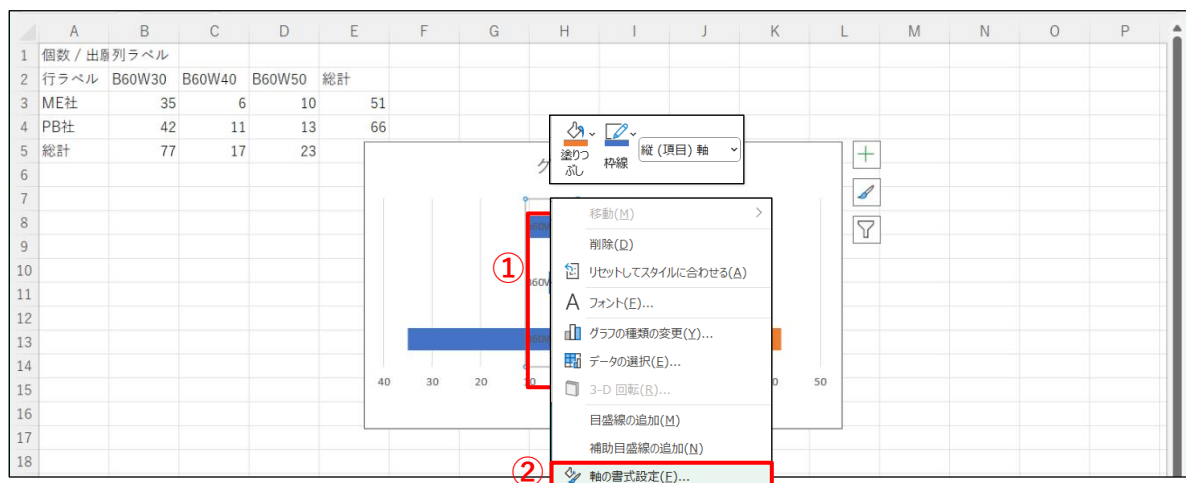 A B C D E F G H I J K L M N O P
1 個数 / 出願 列ラベル
2 行ラベル B60W30 B60W40 B60W50 総計
3 ME社 35 6 10 51
4 PB社 42 11 13 66
5 総計 77 17 23
6
7
8
9
10
11
12
13
14
15
16
17
18
塗りつぶし 枠線 縦 (項目) 軸
①
移動(M)
削除(D)
リセットしてスタイルに合わせる(A)
フォント(F)...
グラフの種類の変更(Y)...
データの選択(E)...
3-D 回転(R)...
目盛線の追加(M)
補助目盛線の追加(N)
② 軸の書式設定(F)...
40 30 20 50